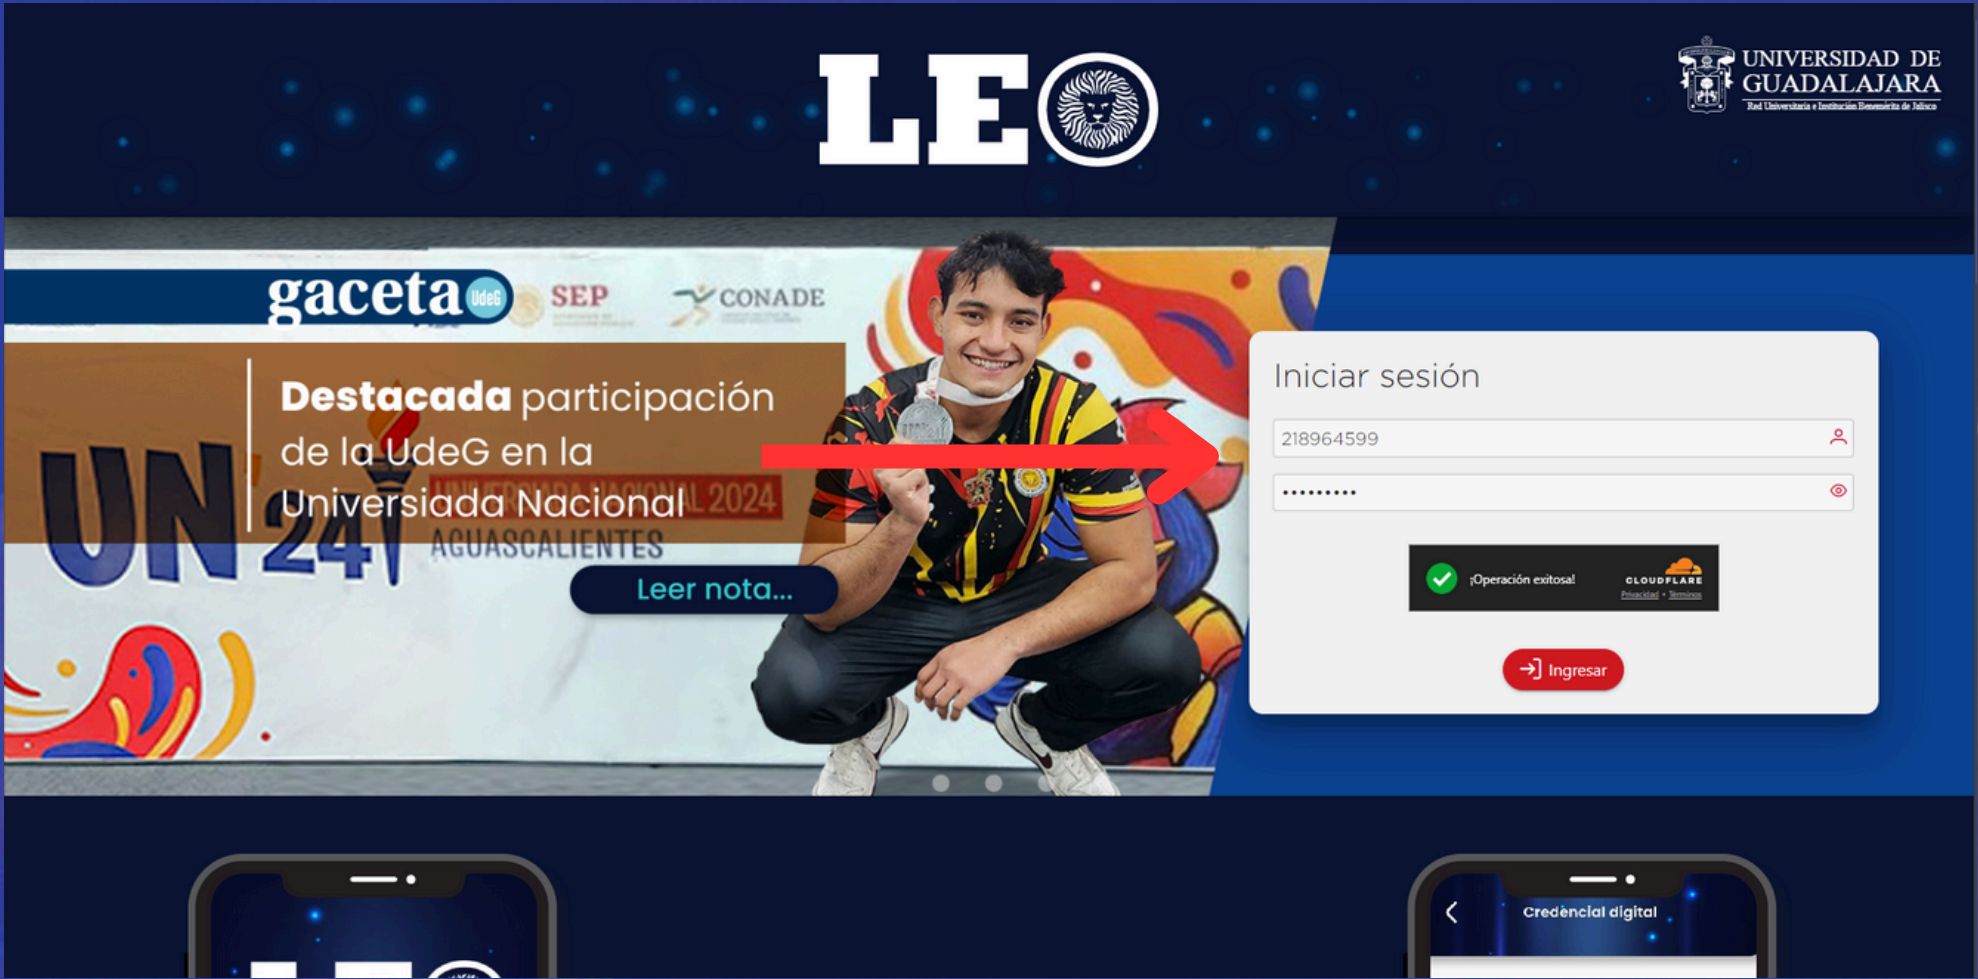 LEO
UNIVERSIDAD DE
GUADALAJARA
Red Universitaria e Institución Benemérita de Jalisco
gaceta UdeG
SEP
CONADE
Destacada participación
de la UdeG en la
Universiada Nacional
UN'24
UNIVERSIADA NACIONAL 2024
AGUASCALIENTES
Leer nota...
Iniciar sesión
218964599
•••••••••
¡Operación exitosa!
CLOUDFLARE
Privacidad • Términos
Ingresar
LEO
Credencial digital